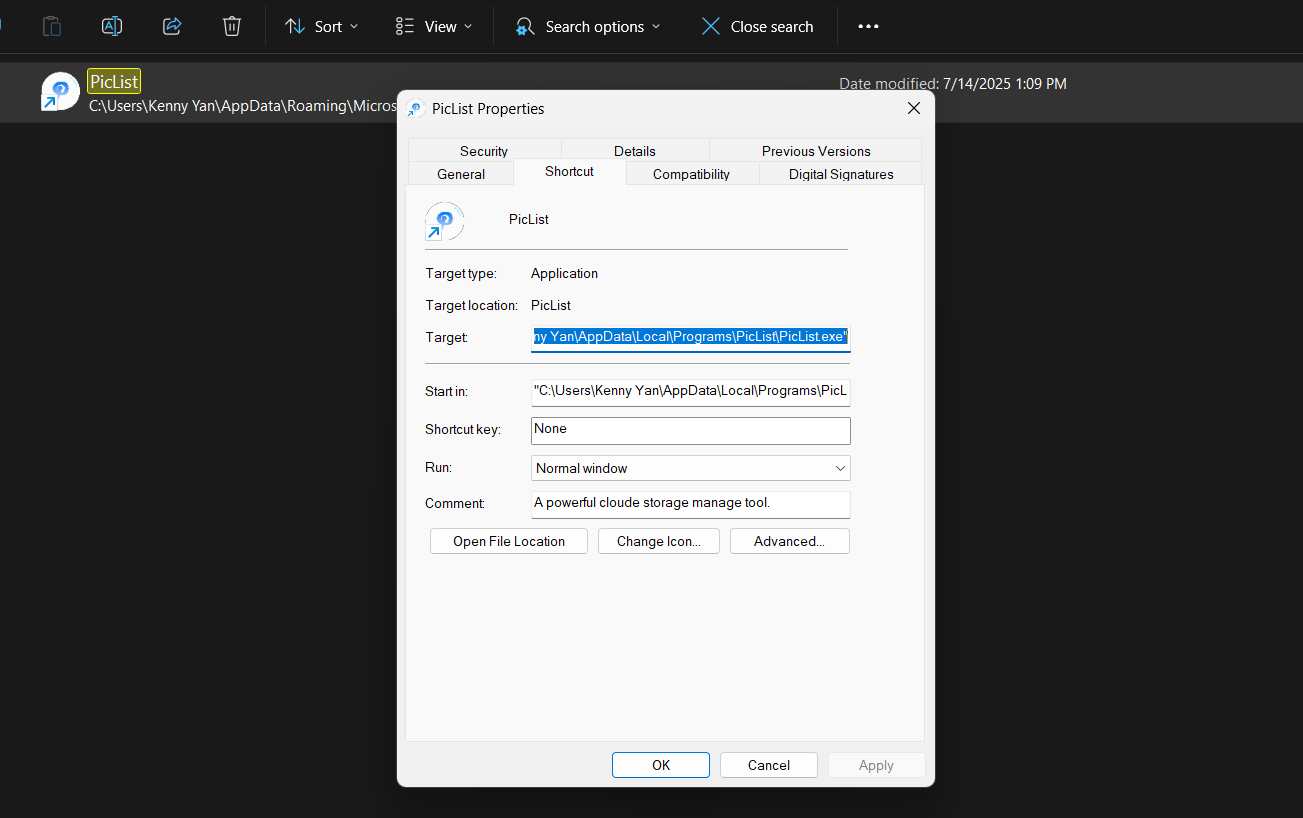 Sort
View
Search options
Close search
PicList
C:\Users\Kenny Yan\AppData\Roaming\Micros
Date modified: 7/14/2025 1:09 PM
PicList Properties
Security
Details
Previous Versions
General
Shortcut
Compatibility
Digital Signatures
PicList
Target type: Application
Target location: PicList
Target: ny Yan\AppData\Local\Programs\PicList\PicList.exe"
Start in: "C:\Users\Kenny Yan\AppData\Local\Programs\PicL
Shortcut key: None
Run: Normal window
Comment: A powerful cloude storage manage tool.
Open File Location
Change Icon...
Advanced...
OK
Cancel
Apply